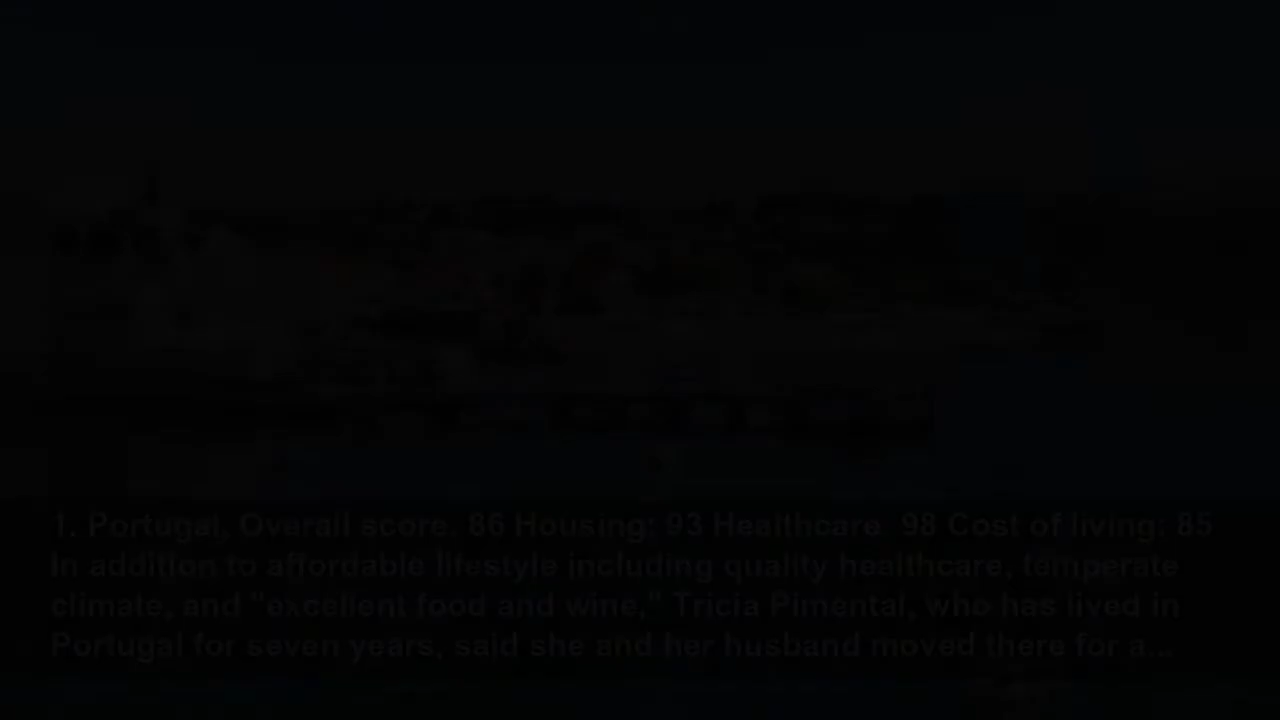 1. Portugal, Overall score: 86 Housing: 93 Healthcare: 98 Cost of living: 85
In addition to affordable lifestyle including quality healthcare, temperate
climate, and "excellent food and wine," Tricia Pimental, who has lived in
Portugal for seven years, said she and her husband moved there for a...